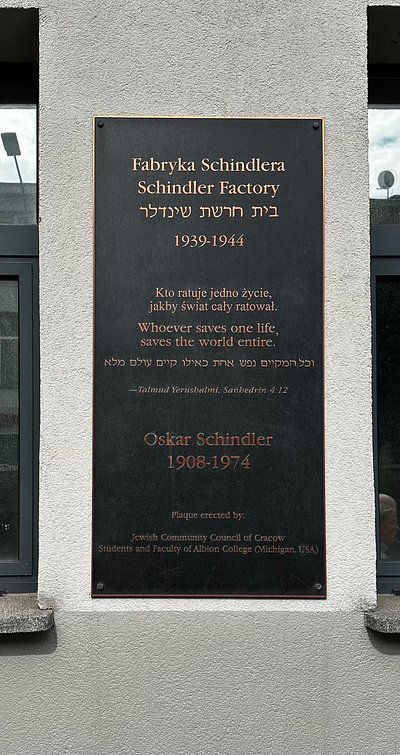 Fabryka Schindlera
Schindler Factory
בית חרשת שינדלר
1939-1944
Kto ratuje jedno życie,
jakby świat cały ratował.
Whoever saves one life,
saves the world entire.
וכל המקיים נפש אחת כאילו קיים עולם מלא
—Talmud Yerushalmi, Sanhedrin 4:12
Oskar Schindler
1908-1974
Plaque erected by:
Jewish Community Council of Cracow
Students and Faculty of Albion College (Michigan, USA)